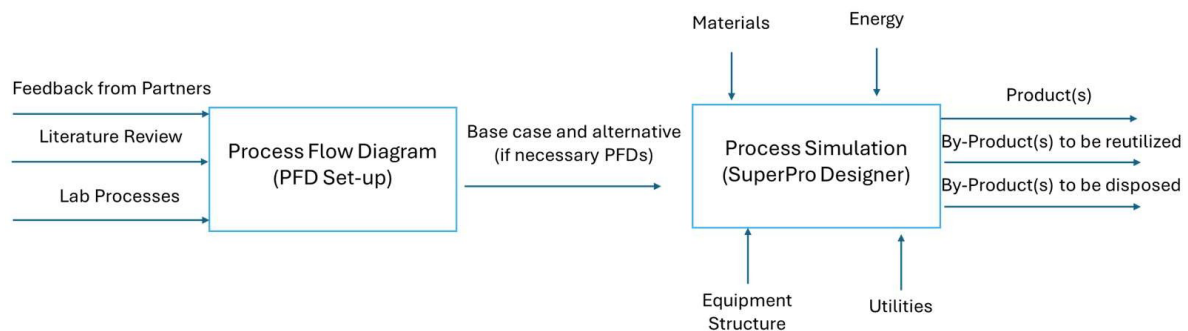 Materials
Energy
Feedback from Partners
Literature Review
Lab Processes
Process Flow Diagram
(PFD Set-up)
Base case and alternative
(if necessary PFDs)
Process Simulation
(SuperPro Designer)
Product(s)
By-Product(s) to be reutilized
By-Product(s) to be disposed
Equipment
Structure
Utilities